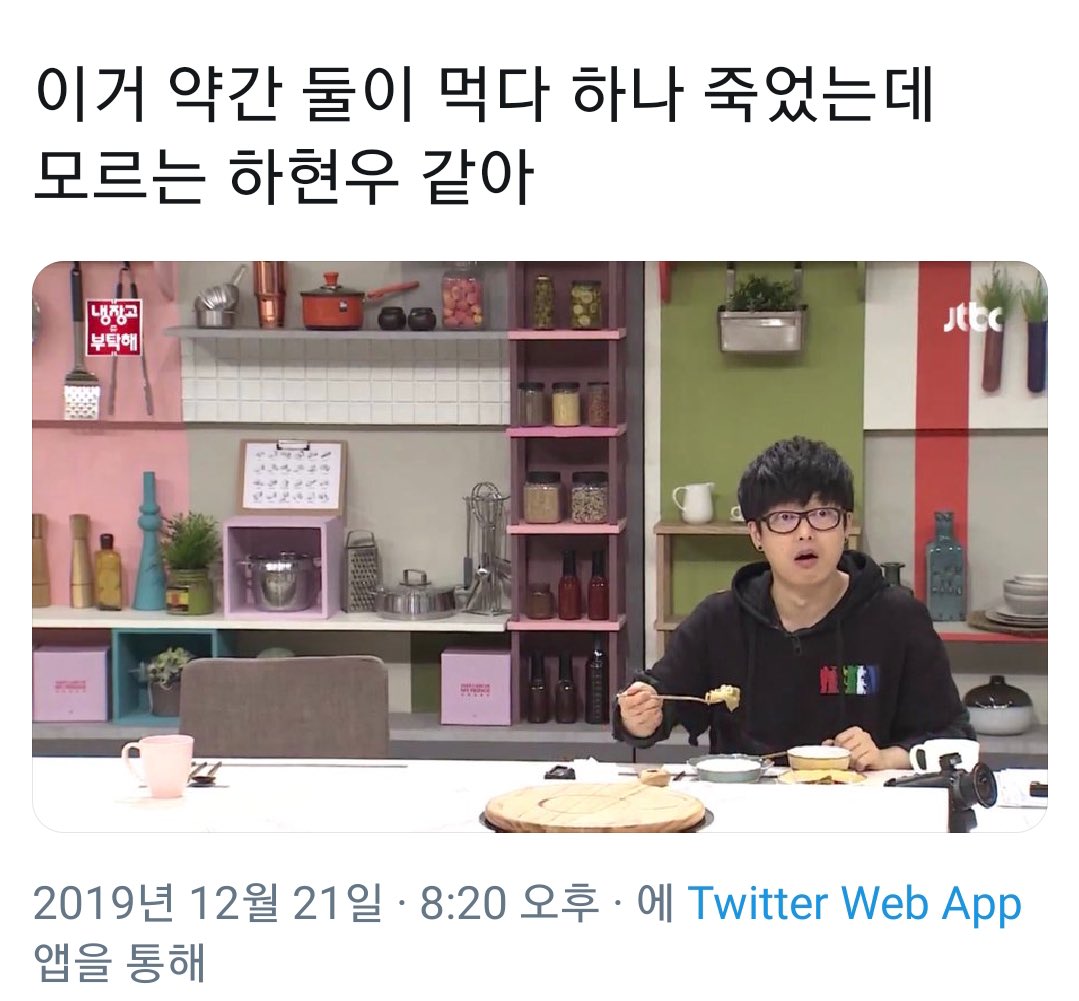 이거 약간 둘이 먹다 하나 죽었는데
모르는 하현우 같아
냉장고
부탁해
jtbc
2019년 12월 21일 · 8:20 오후 · 에 Twitter Web App
앱을 통해